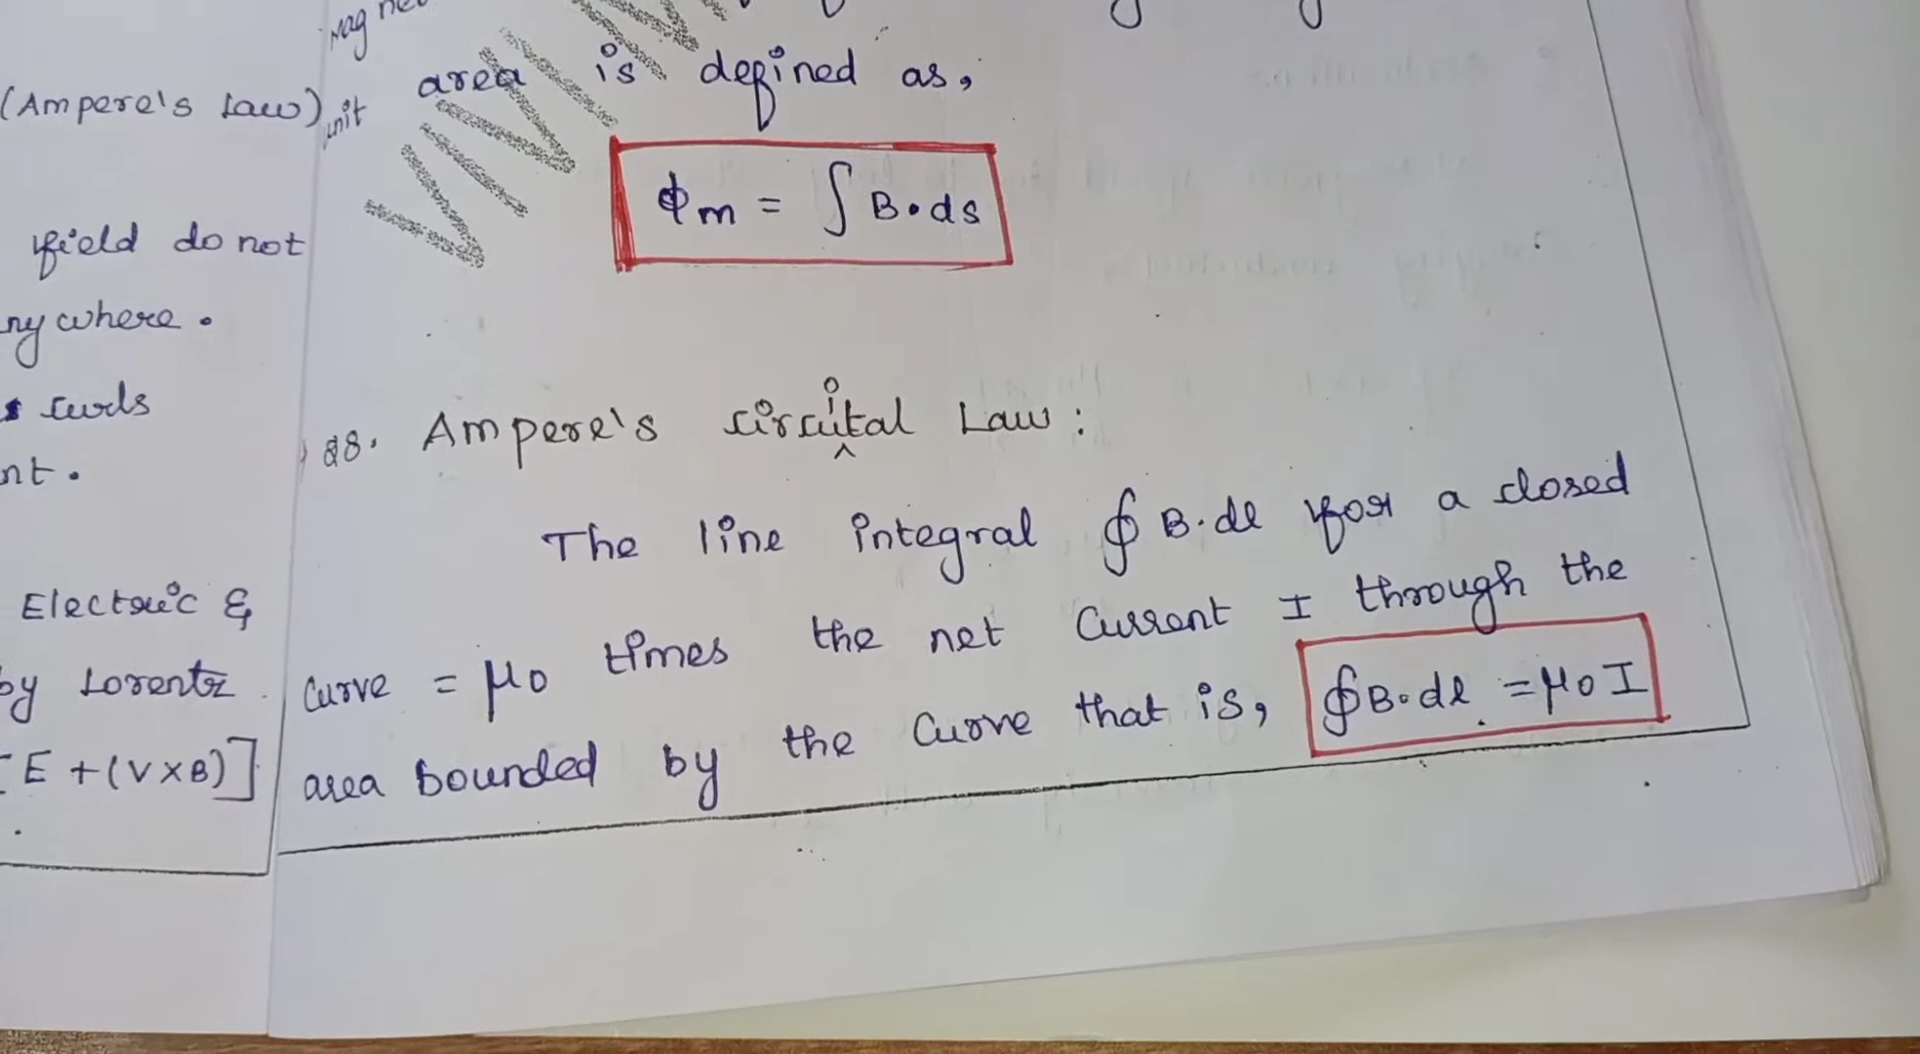 (Ampere's Law)
field do not
ny where.
curls
nt.
Electric &
by Lorentz
[E + (V×B)]
unit
area is defined as,
ϕm = ∫ B·ds
28. Ampere's circuital Law:
The line integral ∮ B·dl for a closed
curve = μ0 times the net Current I through the
area bounded by the Curve that is, ∮B·dl = μ0 I